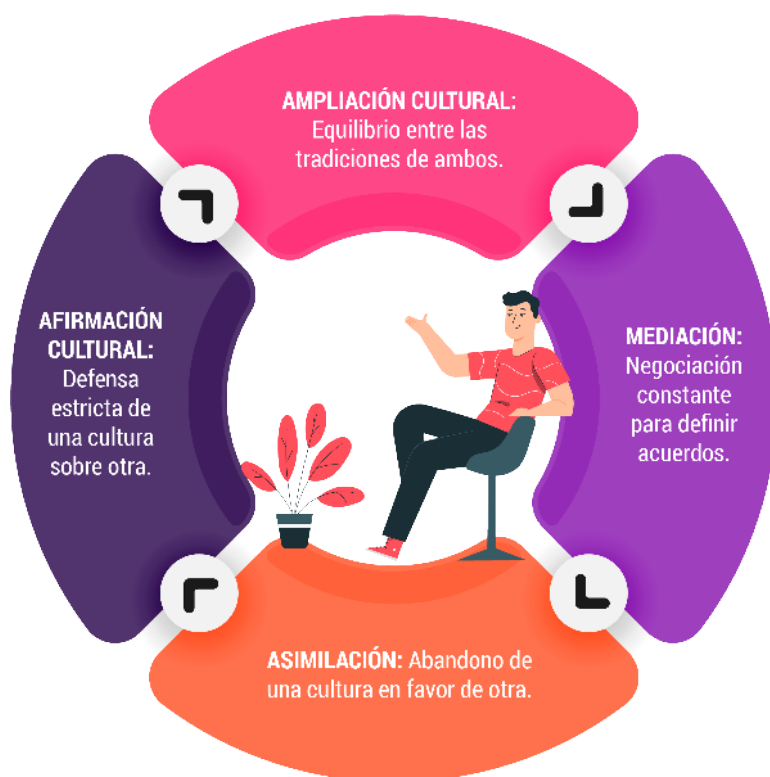 AMPLIACIÓN CULTURAL:
Equilibrio entre las
tradiciones de ambos.
AFIRMACIÓN
CULTURAL:
Defensa
estricta de
una cultura
sobre otra.
MEDIACIÓN:
Negociación
constante
para definir
acuerdos.
ASIMILACIÓN: Abandono de
una cultura en favor de otra.